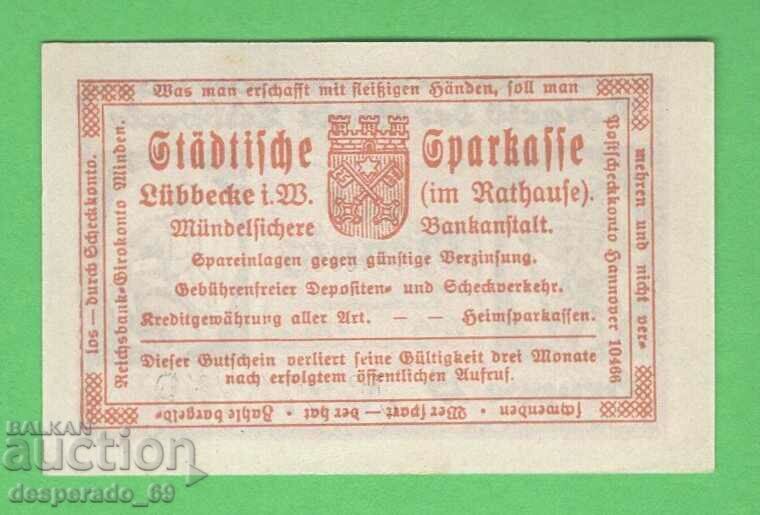 Was man erschafft mit fleißigen Händen, soll man
mehren und nicht ver-
schwenden • Wer spart — der hat • Zahle bargeld-
los — durch Scheckkonto.
Reichsbank-Girokonto Minden.
Postscheckkonto Hannover 10466
Städtische Sparkasse
Lübbecke i.W. (im Rathause).
Mündelsichere Bankanstalt.
Spareinlagen gegen günstige Verzinsung.
Gebührenfreier Depositen- und Scheckverkehr.
Kreditgewährung aller Art. — — Heimsparkassen.
Dieser Gutschein verliert seine Gültigkeit drei Monate
nach erfolgtem öffentlichen Aufruf.
BALKAN
auction
desperado_69